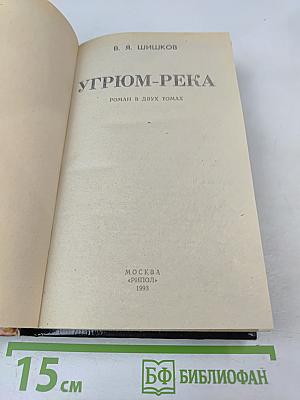 В. Я. ШИШКОВ
УГРЮМ-РЕКА
РОМАН В ДВУХ ТОМАХ
МОСКВА
«РИПОЛ»
1993
15 см
БФ БИБЛИОФАН